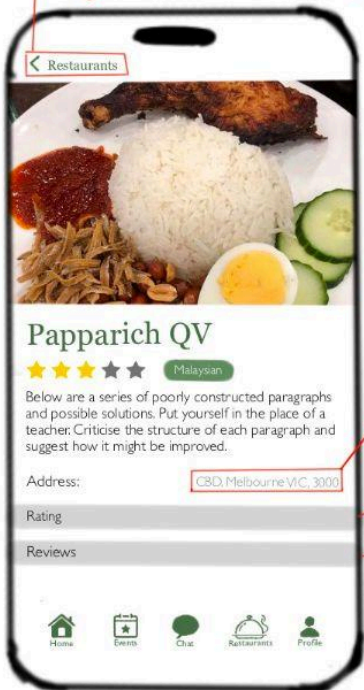 Restaurants
Papparich QV
Malaysian
Below are a series of poorly constructed paragraphs
and possible solutions. Put yourself in the place of a
teacher. Criticise the structure of each paragraph and
suggest how it might be improved.
Address: CBD, Melbourne VIC, 3000
Rating
Reviews
Home Events Chat Restaurants Profile